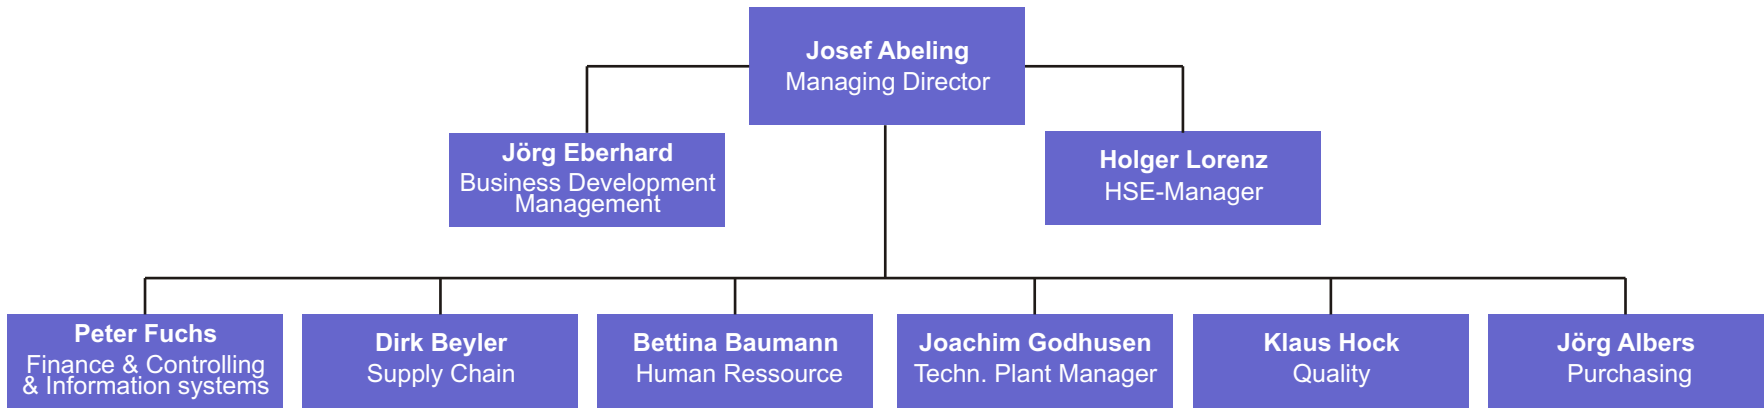 Josef Abeling
Managing Director
Jörg Eberhard
Business Development
Management
Holger Lorenz
HSE-Manager
Peter Fuchs
Finance & Controlling
& Information systems
Dirk Beyler
Supply Chain
Bettina Baumann
Human Ressource
Joachim Godhusen
Techn. Plant Manager
Klaus Hock
Quality
Jörg Albers
Purchasing